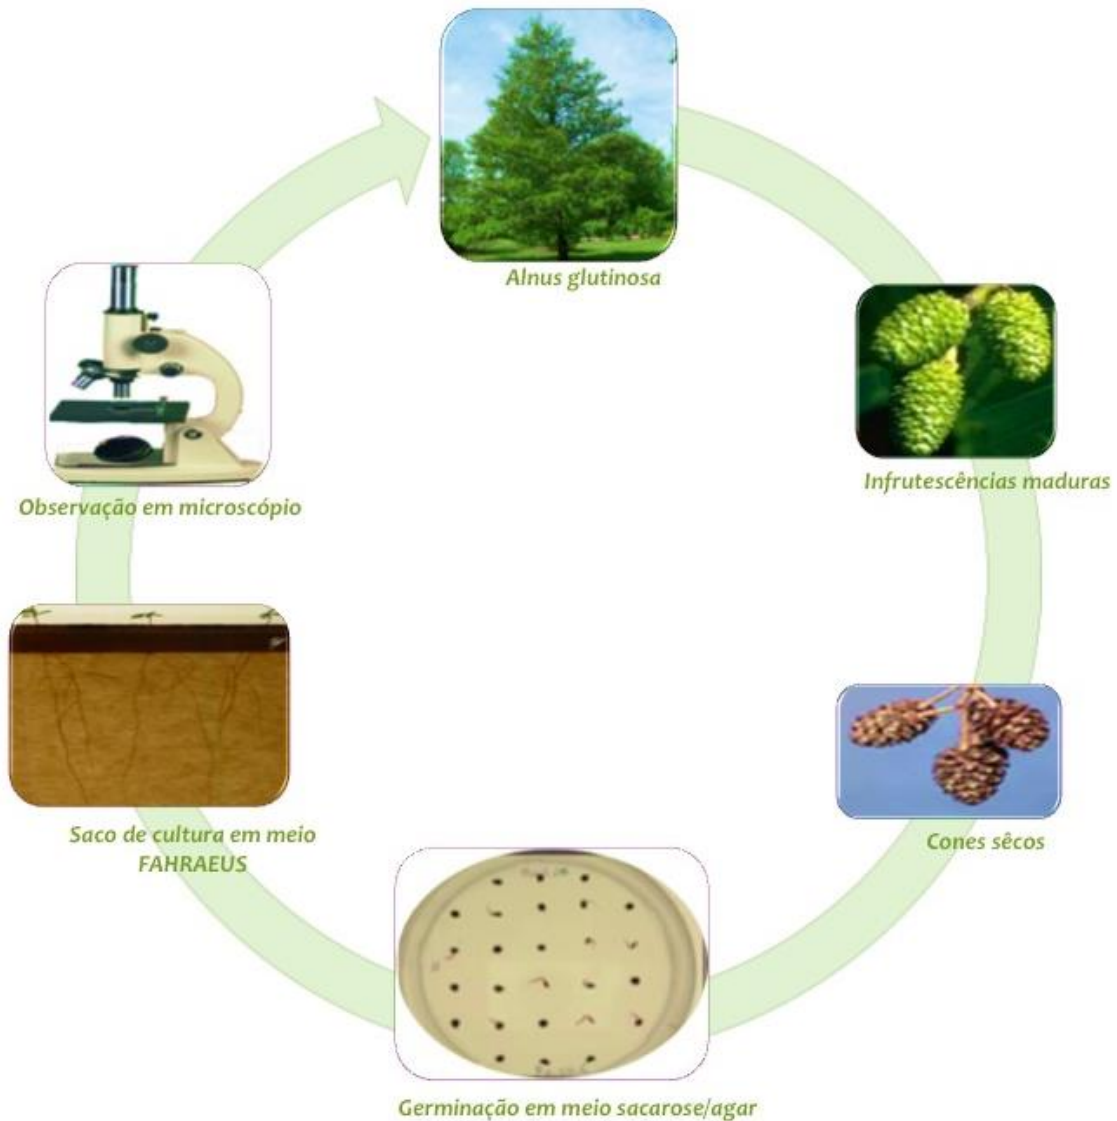 Alnus glutinosa
Infrutescências maduras
Cones sêcos
Germinação em meio sacarose/agar
Saco de cultura em meio
FAHRAEUS
Observação em microscópio